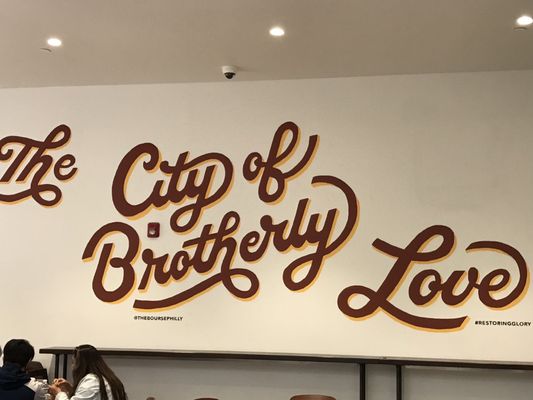 The City of
Brotherly Love
@THEBOURSEPHILLY
#RESTORINGGLORY